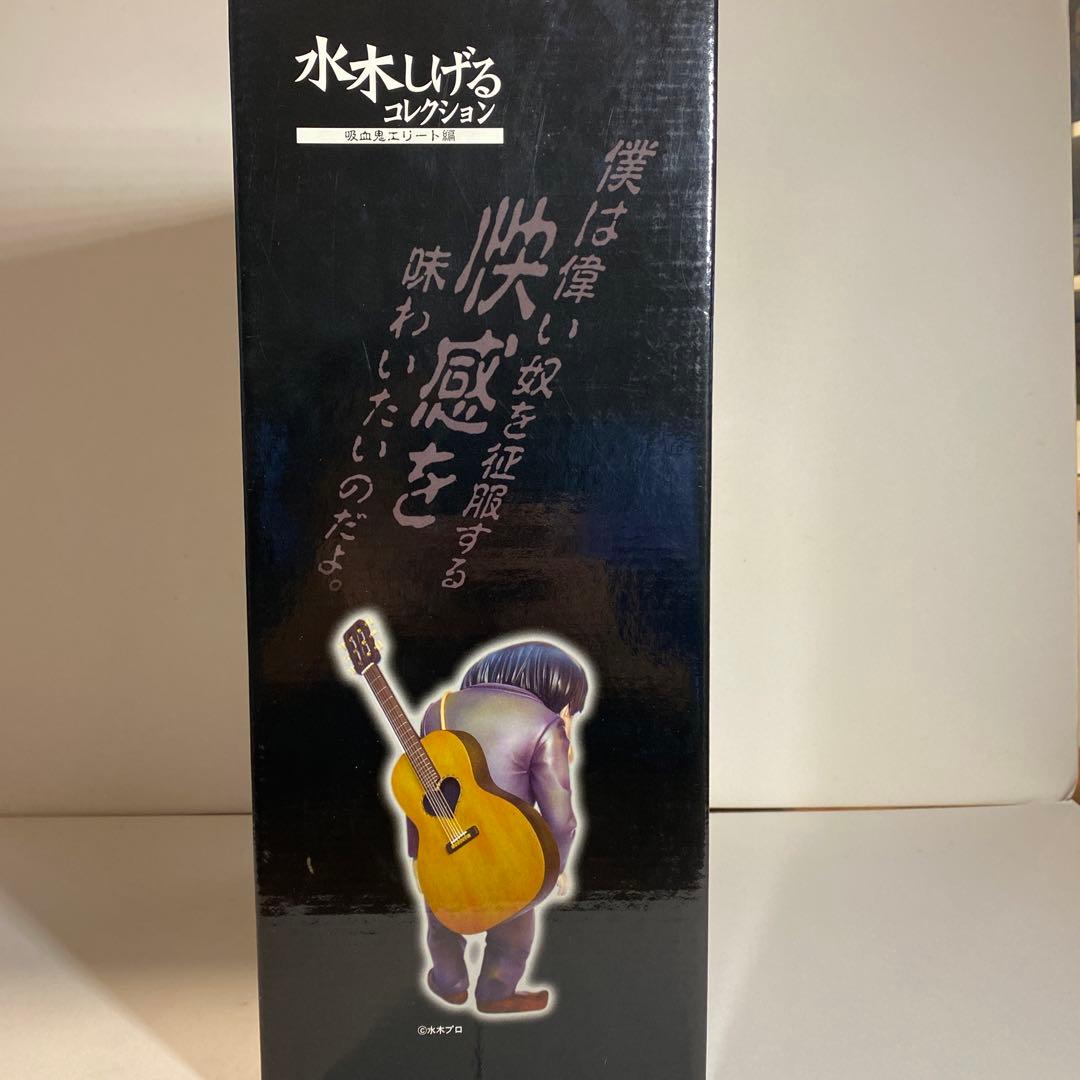 水木しげる
コレクション
吸血鬼エリート編
僕は偉い奴を征服する
快感を
味わいたいのだよ。
©水木プロ